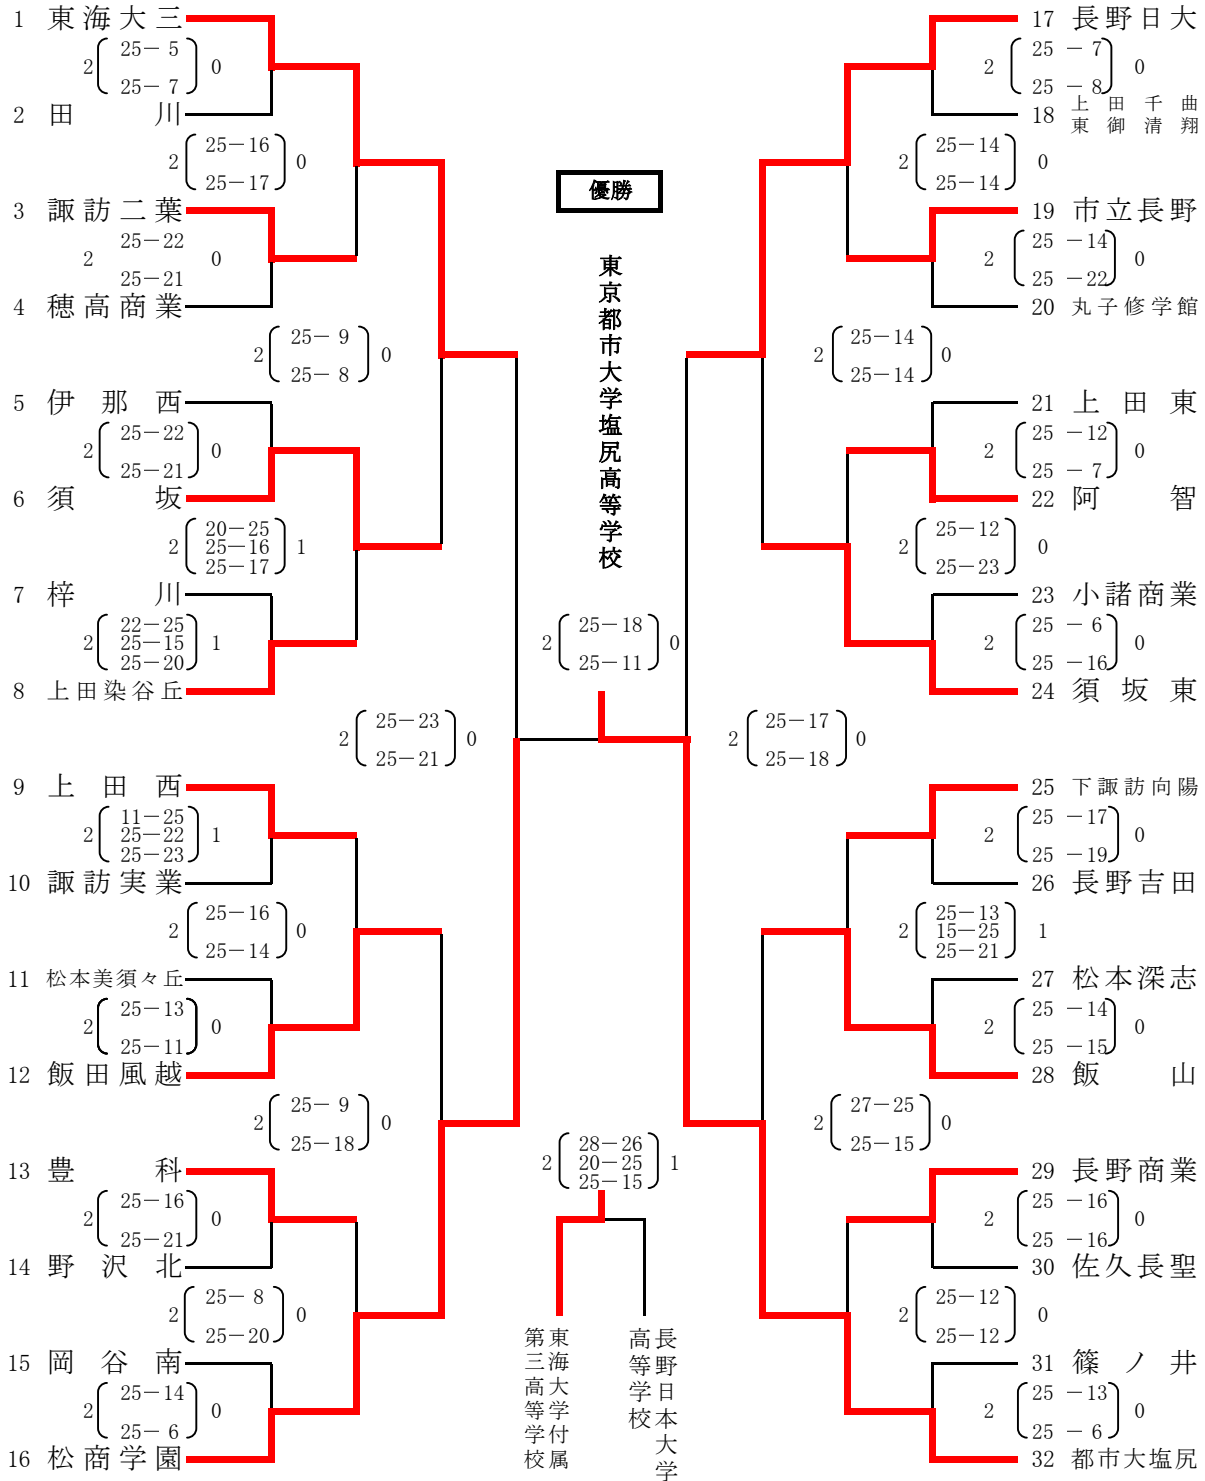 1 東海大三
2 25－5 0
25－7
2 田川
2 25－16 0
25－17
3 諏訪二葉
25－22
2 0
25－21
4 穂高商業
2 25－9 0
25－8
5 伊那西
2 25－22 0
25－21
6 須坂
20－25
2 25－16 1
25－17
7 梓川
22－25
2 25－15 1
25－20
8 上田染谷丘
2 25－23 0
25－21
9 上田西
11－25
2 25－22 1
25－23
10 諏訪実業
2 25－16 0
25－14
11 松本美須々丘
2 25－13 0
25－11
12 飯田風越
2 25－9 0
25－18
13 豊科
2 25－16 0
25－21
14 野沢北
2 25－8 0
25－20
15 岡谷南
2 25－14 0
25－6
16 松商学園
優勝
東京都市大学塩尻高等学校
2 25－18 0
25－11
28－26
2 20－25 1
25－15
東海大学付属
第三高等学校
長野日本大学
高等学校
17 長野日大
2 25－7 0
25－8
18 上田千曲
東御清翔
2 25－14 0
25－14
19 市立長野
2 25－14 0
25－22
20 丸子修学館
2 25－14 0
25－14
21 上田東
2 25－12 0
25－7
22 阿智
2 25－12 0
25－23
23 小諸商業
2 25－6 0
25－16
24 須坂東
2 25－17 0
25－18
25 下諏訪向陽
2 25－17 0
25－19
26 長野吉田
25－13
2 15－25 1
25－21
27 松本深志
2 25－14 0
25－15
28 飯山
2 27－25 0
25－15
29 長野商業
2 25－16 0
25－16
30 佐久長聖
2 25－12 0
25－12
31 篠ノ井
2 25－13 0
25－6
32 都市大塩尻